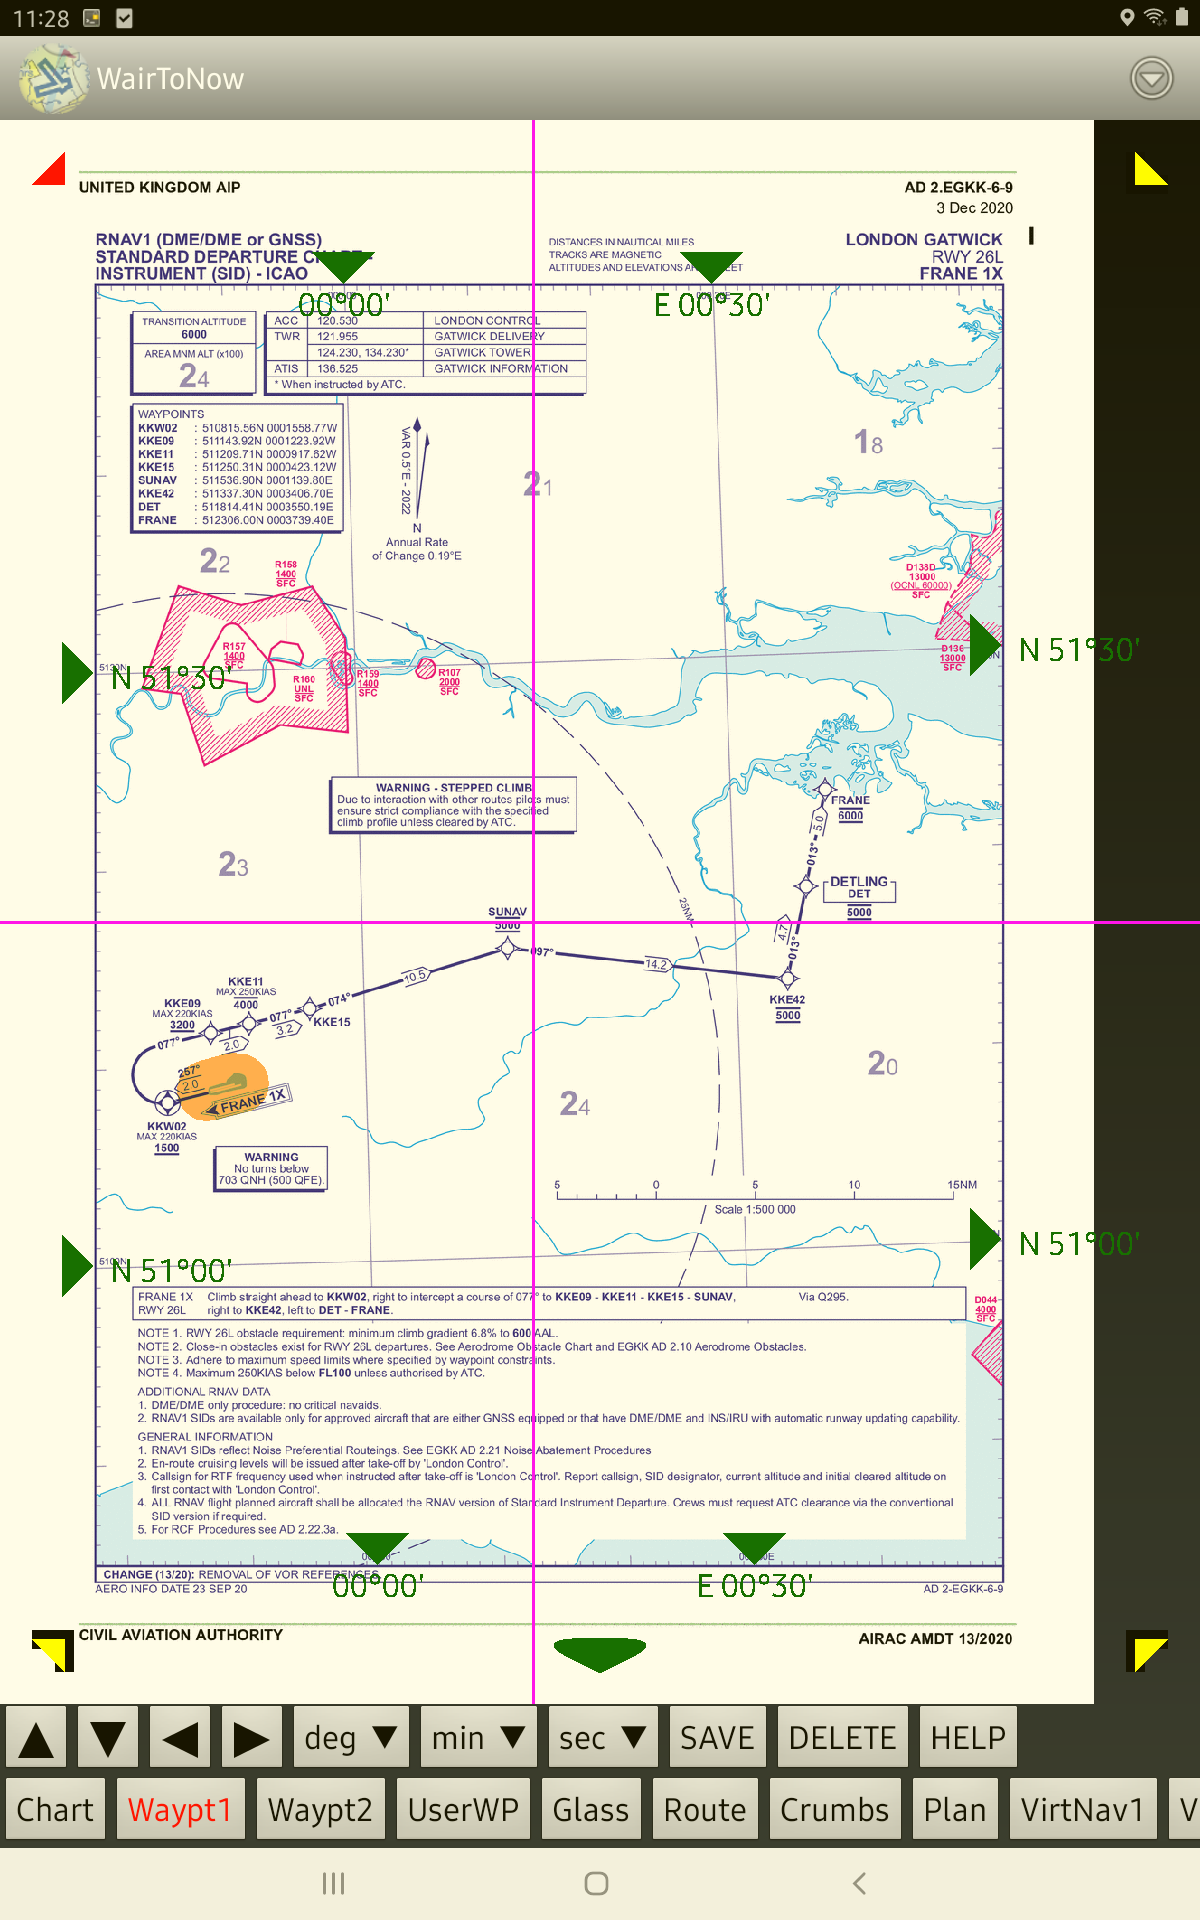 11:28
WairToNow
UNITED KINGDOM AIP
AD 2.EGKK-6-9
3 Dec 2020
RNAV1 (DME/DME or GNSS)
STANDARD DEPARTURE CHART
INSTRUMENT (SID) - ICAO
DISTANCES IN NAUTICAL MILES
TRACKS ARE MAGNETIC
ALTITUDES AND ELEVATIONS ARE FEET
LONDON GATWICK
RWY 26L
FRANE 1X
00°00'
E 00°30'
TRANSITION ALTITUDE
6000
AREA MNM ALT (x100)
24
ACC 120.530 LONDON CONTROL
TWR 121.955 GATWICK DELIVERY
124.230, 134.230* GATWICK TOWER
ATIS 136.525 GATWICK INFORMATION
* When instructed by ATC.
WAYPOINTS
KKW02 : 510815.56N 0001558.77W
KKE09 : 511143.92N 0001223.92W
KKE11 : 511209.71N 0000917.62W
KKE15 : 511250.31N 0000423.12W
SUNAV : 511536.90N 0001139.80E
KKE42 : 511337.30N 0003406.70E
DET : 511814.41N 0003550.19E
FRANE : 512306.00N 0003739.40E
VAR 0.5°E - 2022
N
Annual Rate
of Change 0.19°E
18
21
22
R158
1400
SFC
D138D
13000
(OCNL 60000)
SFC
R157
1400
SFC
R160
UNL
SFC
R159
1400
SFC
R107
2000
SFC
D136
13000
SFC
5130N
N 51°30'
N 51°30'
WARNING - STEPPED CLIMB
Due to interaction with other routes pilots must
ensure strict compliance with the specified
climb profile unless cleared by ATC.
FRANE
6000
5.0
013°
23
DETLING
DET
5000
25NM
4.7
013°
SUNAV
5000
097°
14.2
KKE42
5000
10.5
074°
KKE11
MAX 250KIAS
4000
KKE09
MAX 220KIAS
3200
077°
3.2
KKE15
077°
2.0
257°
2.0
FRANE 1X
KKW02
MAX 220KIAS
1500
20
24
WARNING
No turns below
703 QNH (500 QFE).
5 0 5 10 15NM
Scale 1:500 000
5100N
N 51°00'
N 51°00'
FRANE 1X Climb straight ahead to KKW02, right to intercept a course of 077° to KKE09 - KKE11 - KKE15 - SUNAV, Via Q295.
RWY 26L right to KKE42, left to DET - FRANE.
D044
4000
SFC
NOTE 1. RWY 26L obstacle requirement: minimum climb gradient 6.8% to 600 AAL.
NOTE 2. Close-in obstacles exist for RWY 26L departures. See Aerodrome Obstacle Chart and EGKK AD 2.10 Aerodrome Obstacles.
NOTE 3. Adhere to maximum speed limits where specified by waypoint constraints.
NOTE 4. Maximum 250KIAS below FL100 unless authorised by ATC.
ADDITIONAL RNAV DATA
1. DME/DME only procedure: no critical navaids.
2. RNAV1 SIDs are available only for approved aircraft that are either GNSS equipped or that have DME/DME and INS/IRU with automatic runway updating capability.
GENERAL INFORMATION
1. RNAV1 SIDs reflect Noise Preferential Routeings. See EGKK AD 2.21 Noise Abatement Procedures
2. En-route cruising levels will be issued after take-off by 'London Control'.
3. Callsign for RTF frequency used when instructed after take-off is 'London Control'. Report callsign, SID designator, current altitude and initial cleared altitude on
first contact with 'London Control'.
4. ALL RNAV flight planned aircraft shall be allocated the RNAV version of Standard Instrument Departure. Crews must request ATC clearance via the conventional
SID version if required.
5. For RCF Procedures see AD 2.22.3a.
CHANGE (13/20): REMOVAL OF VOR REFERENCES.
AERO INFO DATE 23 SEP 20
AD 2-EGKK-6-9
00°00'
E 00°30'
CIVIL AVIATION AUTHORITY
AIRAC AMDT 13/2020
deg ▼ min ▼ sec ▼ SAVE DELETE HELP
Chart Waypt1 Waypt2 UserWP Glass Route Crumbs Plan VirtNav1 V